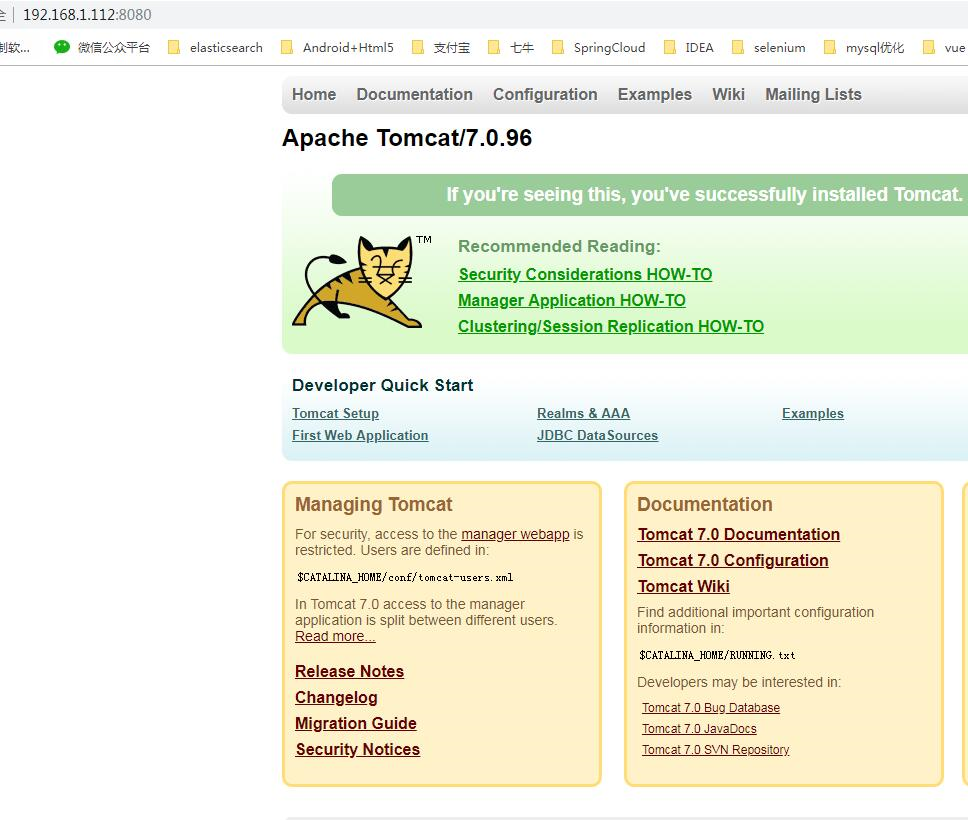 全 192.168.1.112:8080
制软... 微信公众平台 elasticsearch Android+Html5 支付宝 七牛 SpringCloud IDEA selenium mysql优化 vue
Home Documentation Configuration Examples Wiki Mailing Lists
Apache Tomcat/7.0.96
If you're seeing this, you've successfully installed Tomcat.
TM
Recommended Reading:
Security Considerations HOW-TO
Manager Application HOW-TO
Clustering/Session Replication HOW-TO
Developer Quick Start
Tomcat Setup Realms & AAA Examples
First Web Application JDBC DataSources
Managing Tomcat
For security, access to the manager webapp is
restricted. Users are defined in:
$CATALINA_HOME/conf/tomcat-users.xml
In Tomcat 7.0 access to the manager
application is split between different users.
Read more...
Release Notes
Changelog
Migration Guide
Security Notices
Documentation
Tomcat 7.0 Documentation
Tomcat 7.0 Configuration
Tomcat Wiki
Find additional important configuration
information in:
$CATALINA_HOME/RUNNING.txt
Developers may be interested in:
Tomcat 7.0 Bug Database
Tomcat 7.0 JavaDocs
Tomcat 7.0 SVN Repository